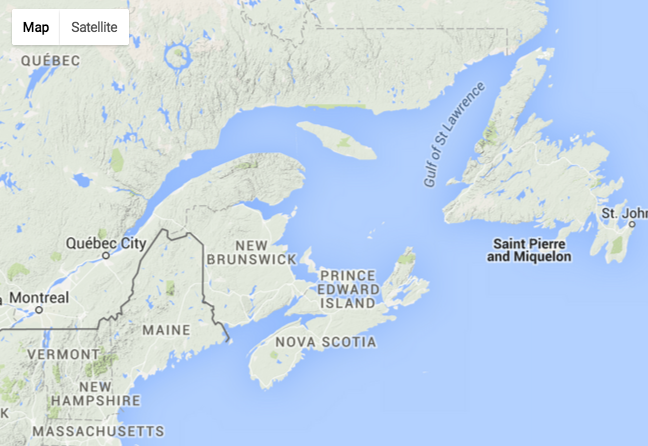 Map
Satellite
QUÉBEC
Gulf of St Lawrence
St. John
Québec City
NEW
BRUNSWICK
Saint Pierre
and Miquelon
PRINCE
EDWARD
ISLAND
Montreal
MAINE
NOVA SCOTIA
VERMONT
NEW
HAMPSHIRE
K
MASSACHUSETTS